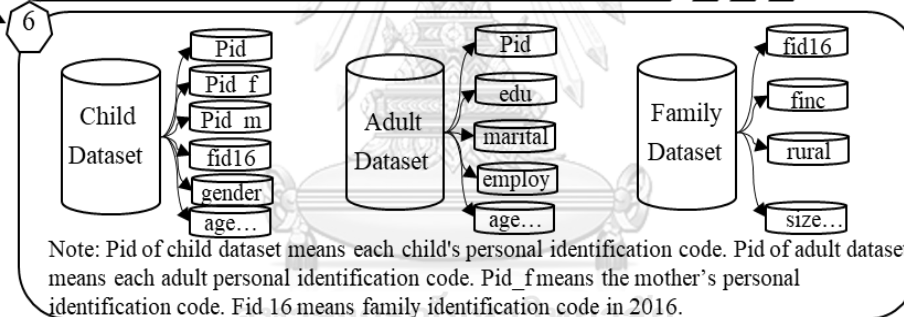 6
Child
Dataset
Pid
Pid_f
Pid_m
fid16
gender
age...
Adult
Dataset
Pid
edu
marital
employ
age...
Family
Dataset
fid16
finc
rural
size...
Note: Pid of child dataset means each child's personal identification code. Pid of adult dataset
means each adult personal identification code. Pid_f means the mother’s personal
identification code. Fid 16 means family identification code in 2016.